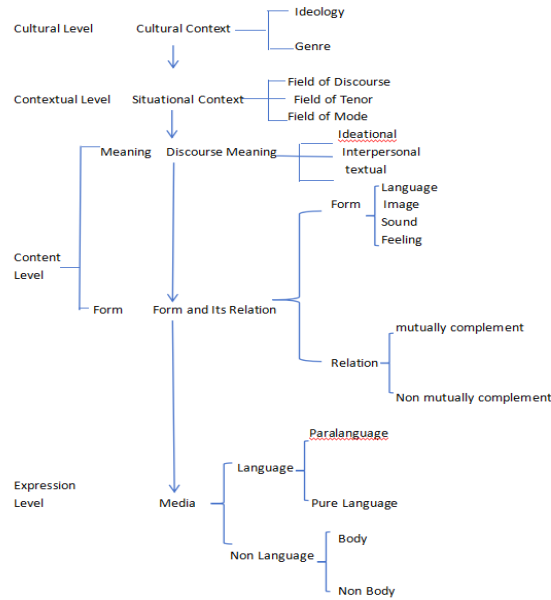 Ideology
Cultural Level Cultural Context
Genre
Field of Discourse
Contextual Level Situational Context Field of Tenor
Field of Mode
Ideational
Meaning Discourse Meaning Interpersonal
textual
Language
Form Image
Sound
Feeling
Content
Level
Form Form and Its Relation
mutually complement
Relation
Non mutually complement
Paralanguage
Language
Expression
Level Media Pure Language
Body
Non Language
Non Body